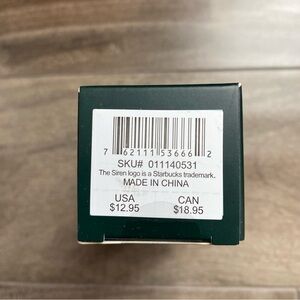 7 62111 53666 2
SKU# 011140531
The Siren logo is a Starbucks trademark.
MADE IN CHINA
USA CAN
$12.95 $18.95